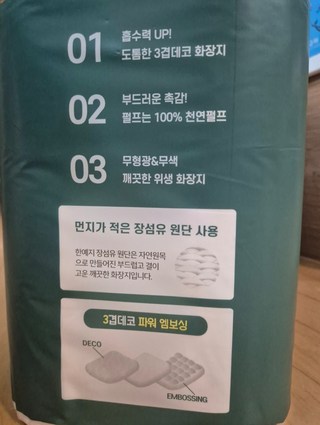 01 흡수력 UP!
도톰한 3겹데코 화장지
02 부드러운 촉감!
펄프는 100% 천연펄프
03 무형광&무색
깨끗한 위생 화장지
먼지가 적은 장섬유 원단 사용
한예지 장섬유 원단은 자연원목
으로 만들어진 부드럽고 결이
고운 깨끗한 화장지입니다.
3겹데코 파워 엠보싱
DECO
EMBOSSING